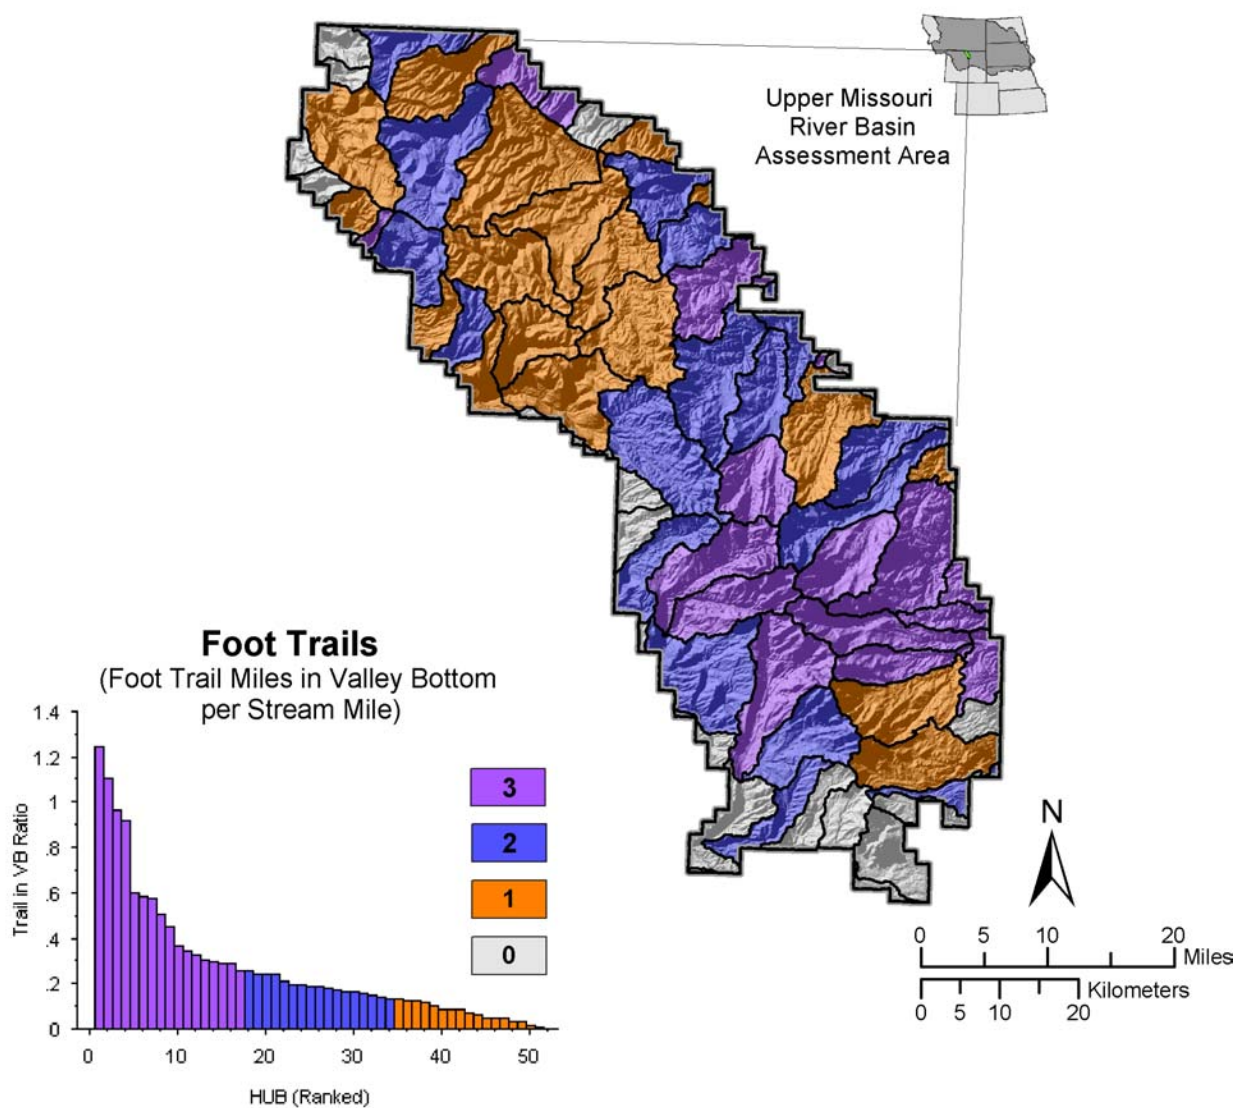 Upper Missouri
River Basin
Assessment Area
Foot Trails
(Foot Trail Miles in Valley Bottom
per Stream Mile)
1.4
1.2
1
.8
.6
.4
.2
0
Trail in VB Ratio
0 10 20 30 40 50
HUB (Ranked)
3
2
1
0
N
0 5 10 20
Miles
Kilometers
0 5 10 20